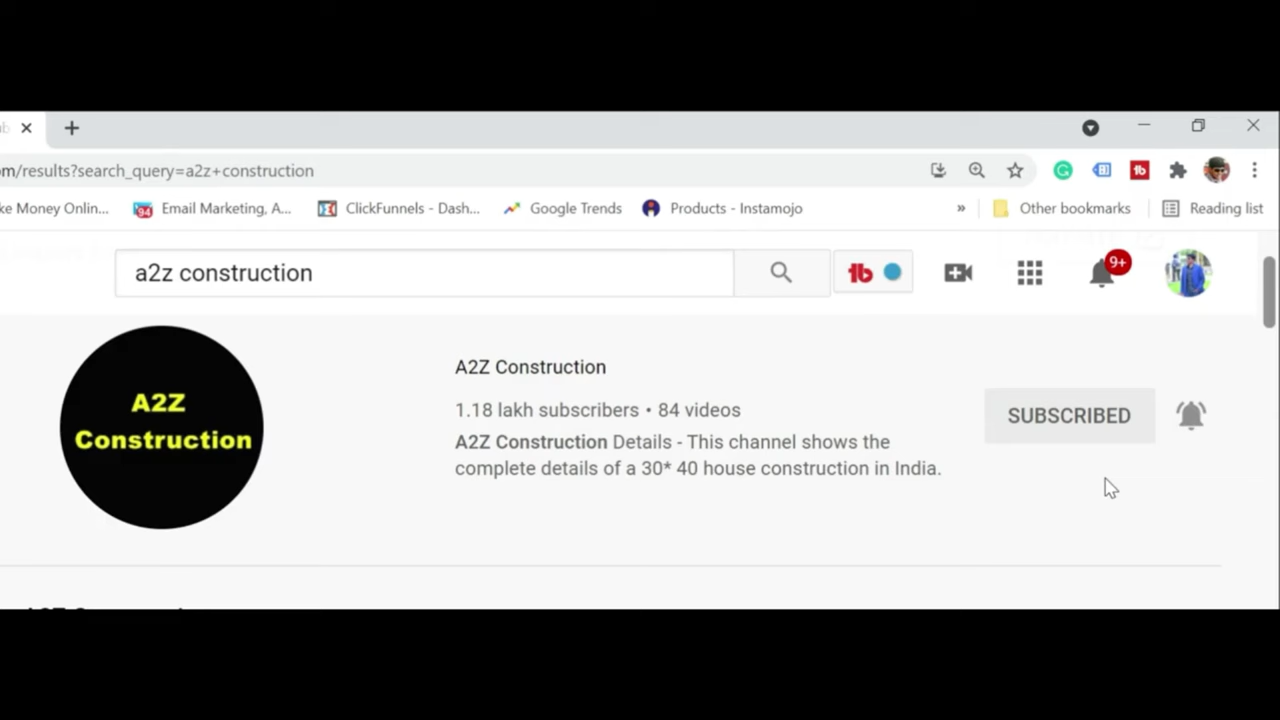 om/results?search_query=a2z+construction
ke Money Onlin... 94 Email Marketing, A... ClickFunnels - Dash... Google Trends Products - Instamojo » Other bookmarks Reading list
a2z construction tb 9+
A2Z
Construction
A2Z Construction
1.18 lakh subscribers • 84 videos
A2Z Construction Details - This channel shows the
complete details of a 30* 40 house construction in India.
SUBSCRIBED